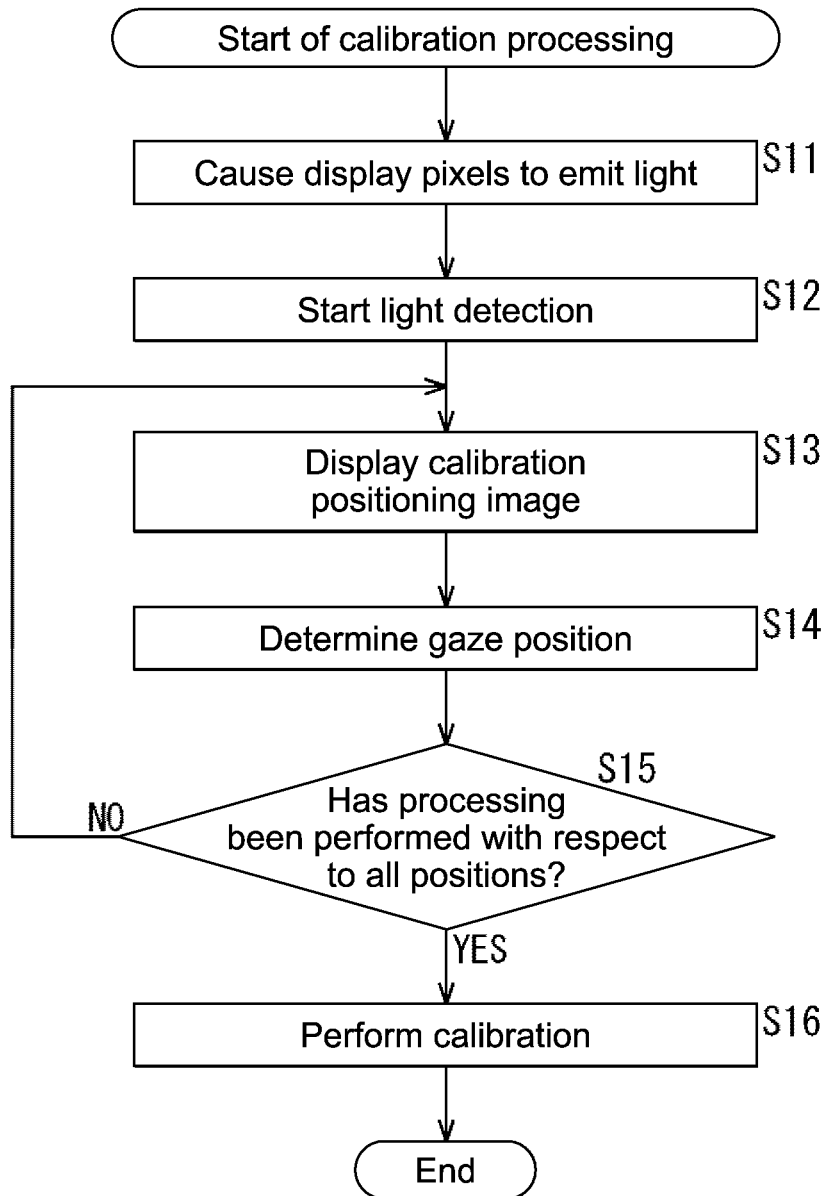 Start of calibration processing
S11
Cause display pixels to emit light
S12
Start light detection
S13
Display calibration
positioning image
S14
Determine gaze position
S15
Has processing
been performed with respect
to all positions?
NO
YES
S16
Perform calibration
End